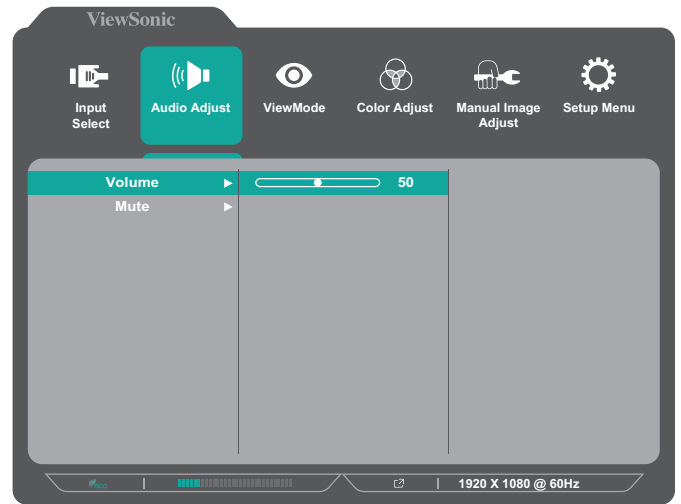 ViewSonic
Input
Select
Audio Adjust
ViewMode
Color Adjust
Manual Image
Adjust
Setup Menu
Volume
50
Mute
1920 X 1080 @ 60Hz